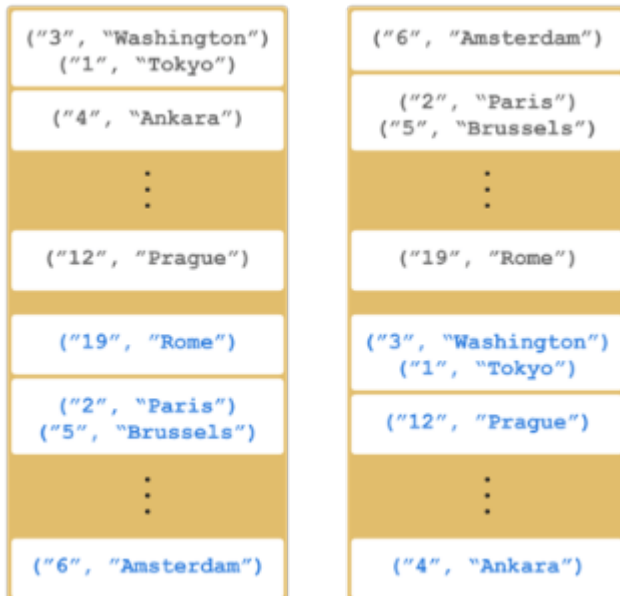 ("3", "Washington")
("1", "Tokyo")
("4", "Ankara")
("12", "Prague")
("19", "Rome")
("2", "Paris")
("5", "Brussels")
("6", "Amsterdam")
("6", "Amsterdam")
("2", "Paris")
("5", "Brussels")
("19", "Rome")
("3", "Washington")
("1", "Tokyo")
("12", "Prague")
("4", "Ankara")